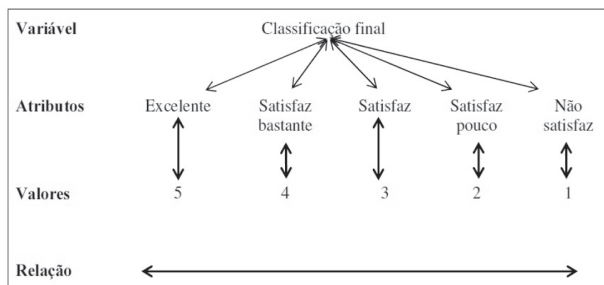 Variável Classificação final
Atributos Excelente Satisfaz bastante Satisfaz Satisfaz pouco Não satisfaz
Valores 5 4 3 2 1
Relação